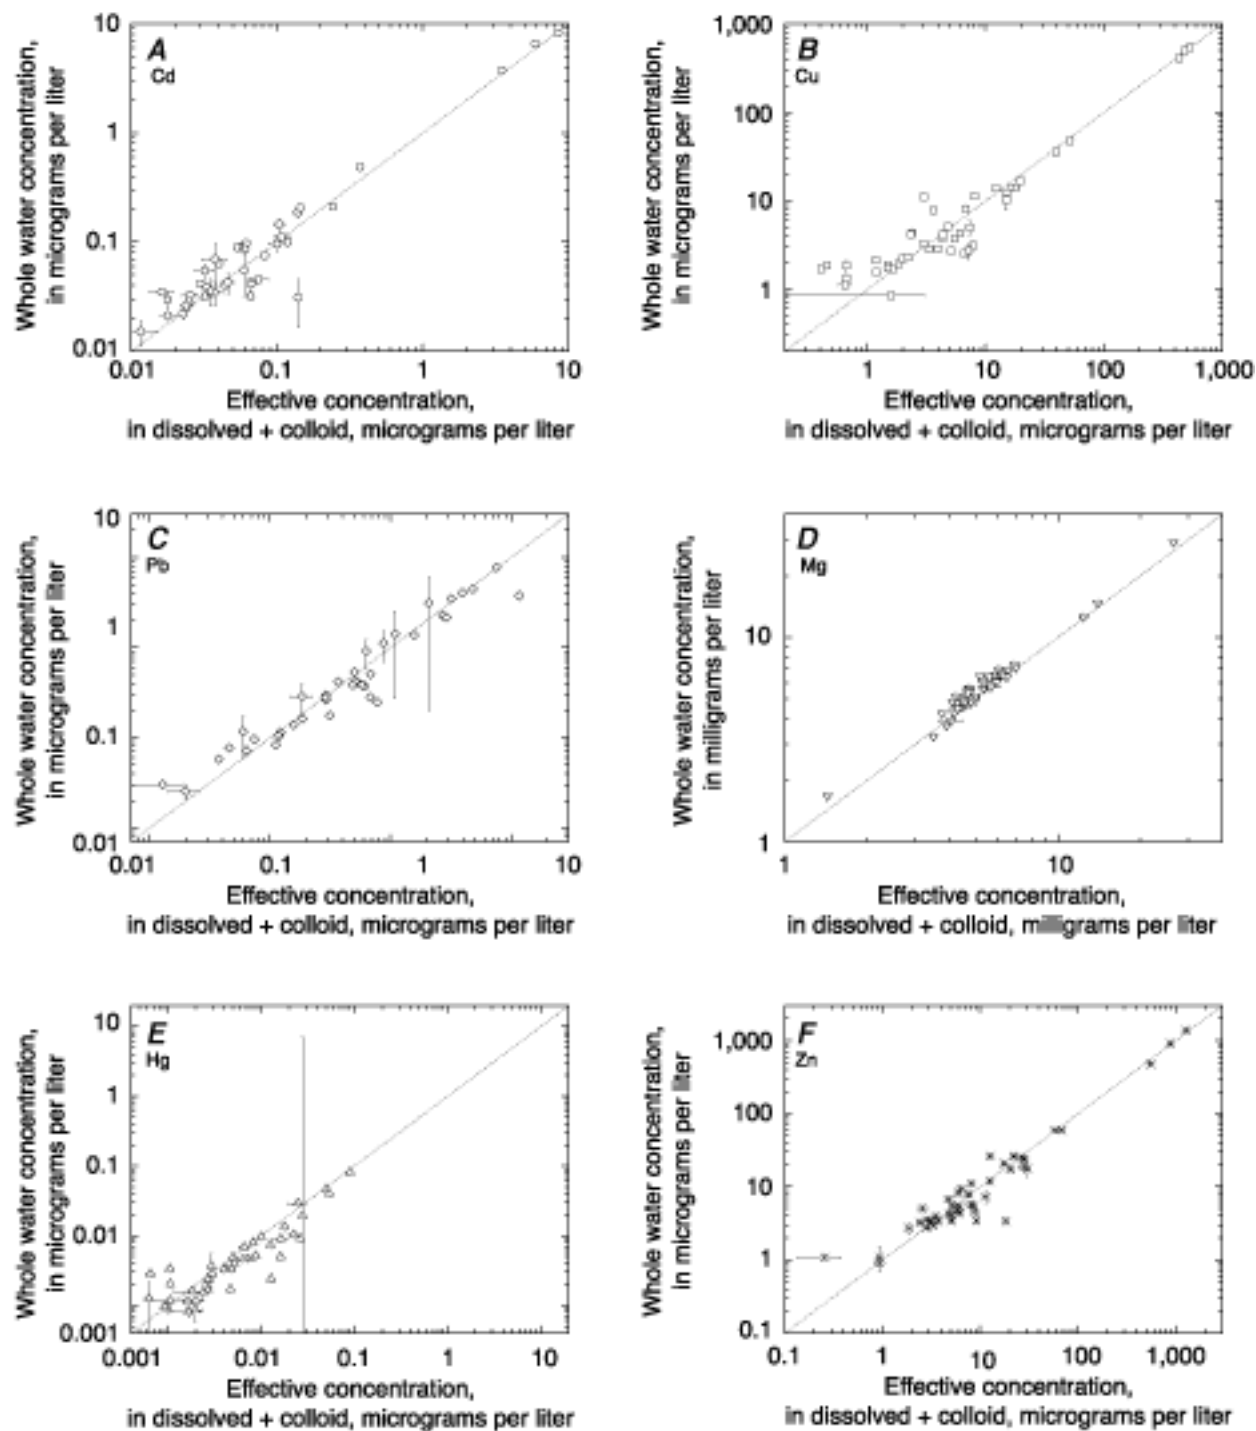 Whole water concentration,
in micrograms per liter
10
1
0.1
0.01
A
Cd
0.01
0.1
1
10
Effective concentration,
in dissolved + colloid, micrograms per liter
Whole water concentration,
in micrograms per liter
1,000
100
10
1
B
Cu
1
10
100
1,000
Effective concentration,
in dissolved + colloid, micrograms per liter
Whole water concentration,
in micrograms per liter
10
1
0.1
0.01
C
Pb
0.01
0.1
1
10
Effective concentration,
in dissolved + colloid, micrograms per liter
Whole water concentration,
in milligrams per liter
10
1
D
Mg
1
10
Effective concentration,
in dissolved + colloid, milligrams per liter
Whole water concentration,
in micrograms per liter
10
1
0.1
0.01
0.001
E
Hg
0.001
0.01
0.1
1
10
Effective concentration,
in dissolved + colloid, micrograms per liter
Whole water concentration,
in micrograms per liter
1,000
100
10
1
0.1
F
Zn
0.1
1
10
100
1,000
Effective concentration,
in dissolved + colloid, micrograms per liter